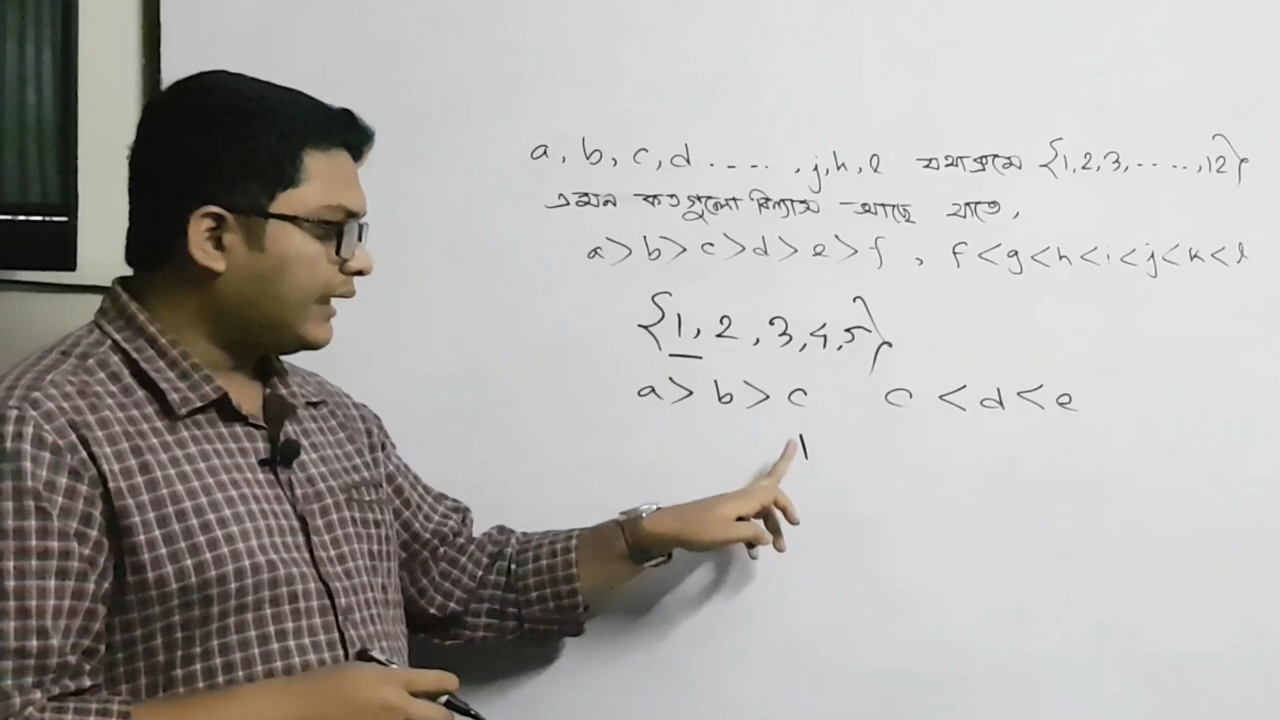 a, b, c, d ....., j, k, l যথাক্রমে {1, 2, 3, ....., 12}
এমন কতগুলো বিন্যাস আছে যাতে,
a > b > c > d > e > f , f < g < h < i < j < k < l
{1, 2, 3, 4, 5}
a > b > c c < d < e
1